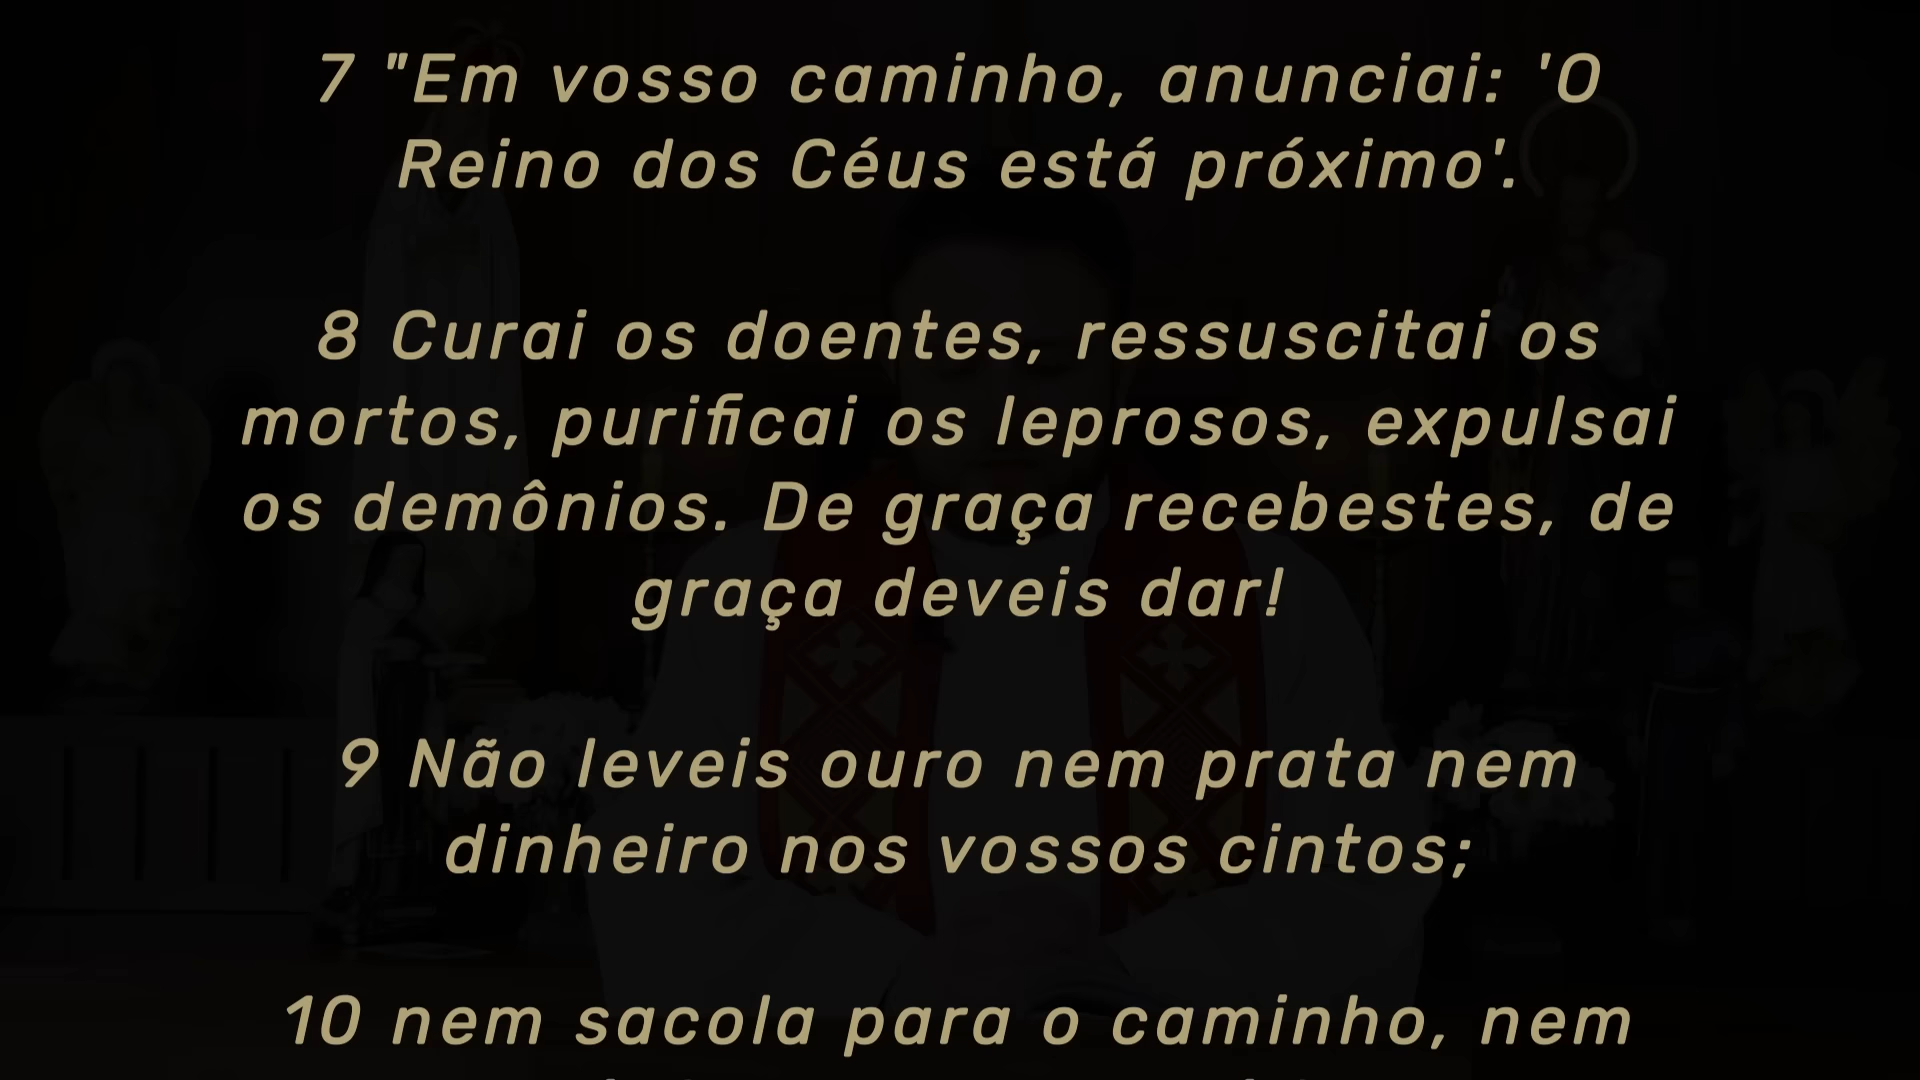 7 "Em vosso caminho, anunciai: 'O
Reino dos Céus está próximo'.
8 Curai os doentes, ressuscitai os
mortos, purificai os leprosos, expulsai
os demônios. De graça recebestes, de
graça deveis dar!
9 Não leveis ouro nem prata nem
dinheiro nos vossos cintos;
10 nem sacola para o caminho, nem